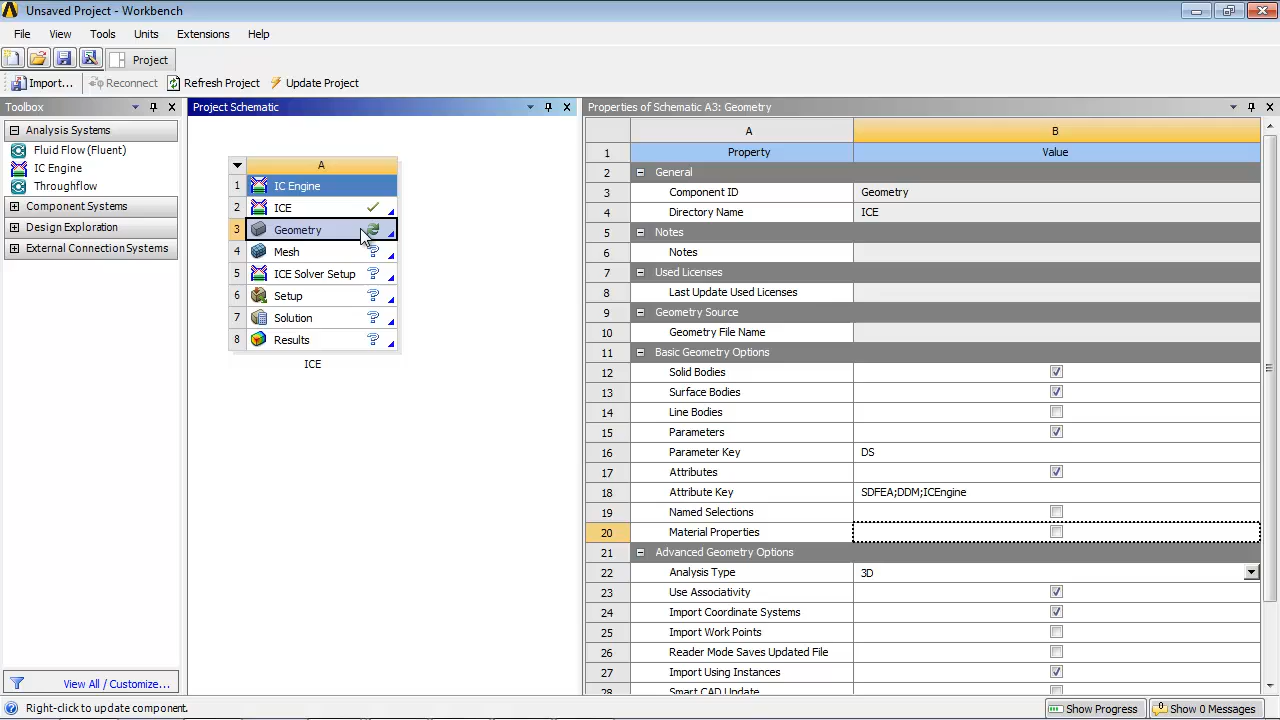 Unsaved Project - Workbench
File View Tools Units Extensions Help
Project
Import... Reconnect Refresh Project Update Project
Toolbox
Analysis Systems
Fluid Flow (Fluent)
IC Engine
Throughflow
Component Systems
Design Exploration
External Connection Systems
View All / Customize...
Project Schematic
A
1 IC Engine
2 ICE
3 Geometry
4 Mesh
5 ICE Solver Setup
6 Setup
7 Solution
8 Results
ICE
Properties of Schematic A3: Geometry
A B
1 Property Value
2 General
3 Component ID Geometry
4 Directory Name ICE
5 Notes
6 Notes
7 Used Licenses
8 Last Update Used Licenses
9 Geometry Source
10 Geometry File Name
11 Basic Geometry Options
12 Solid Bodies
13 Surface Bodies
14 Line Bodies
15 Parameters
16 Parameter Key DS
17 Attributes
18 Attribute Key SDFEA;DDM;ICEngine
19 Named Selections
20 Material Properties
21 Advanced Geometry Options
22 Analysis Type 3D
23 Use Associativity
24 Import Coordinate Systems
25 Import Work Points
26 Reader Mode Saves Updated File
27 Import Using Instances
28 Smart CAD Update
Right-click to update component.
Show Progress Show 0 Messages